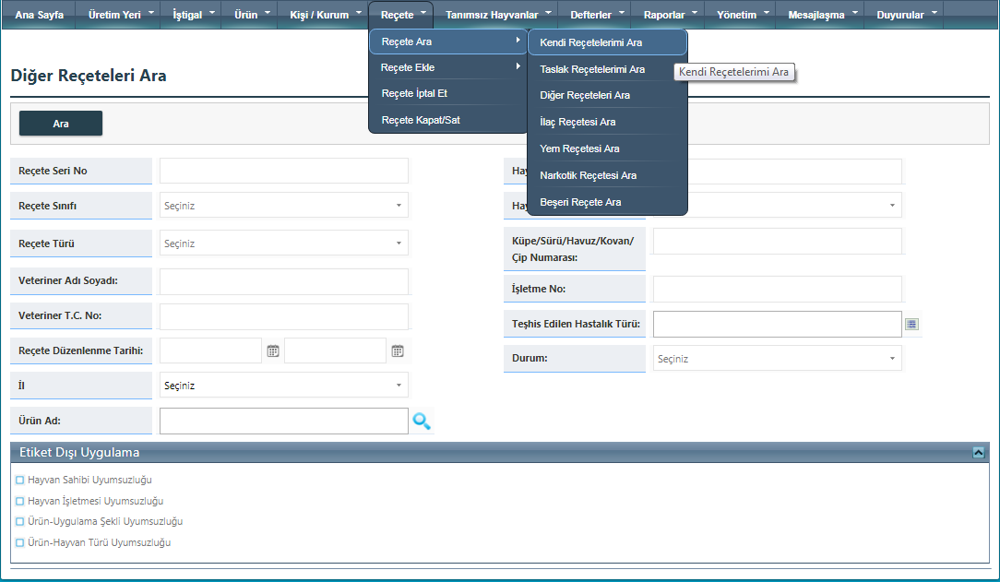 Ana Sayfa Üretim Yeri İştigal Ürün Kişi / Kurum Reçete Tanımsız Hayvanlar Defterler Raporlar Yönetim Mesajlaşma Duyurular
Reçete Ara
Reçete Ekle
Reçete İptal Et
Reçete Kapat/Sat
Kendi Reçetelerimi Ara
Taslak Reçetelerimi Ara
Diğer Reçeteleri Ara
İlaç Reçetesi Ara
Yem Reçetesi Ara
Narkotik Reçetesi Ara
Beşeri Reçete Ara
Kendi Reçetelerimi Ara
Diğer Reçeteleri Ara
Ara
Reçete Seri No
Reçete Sınıfı Seçiniz
Reçete Türü Seçiniz
Veteriner Adı Soyadı:
Veteriner T.C. No:
Reçete Düzenlenme Tarihi:
İl Seçiniz
Ürün Ad:
Küpe/Sürü/Havuz/Kovan/
Çip Numarası:
İşletme No:
Teşhis Edilen Hastalık Türü:
Durum: Seçiniz
Etiket Dışı Uygulama
Hayvan Sahibi Uyumsuzluğu
Hayvan İşletmesi Uyumsuzluğu
Ürün-Uygulama Şekli Uyumsuzluğu
Ürün-Hayvan Türü Uyumsuzluğu